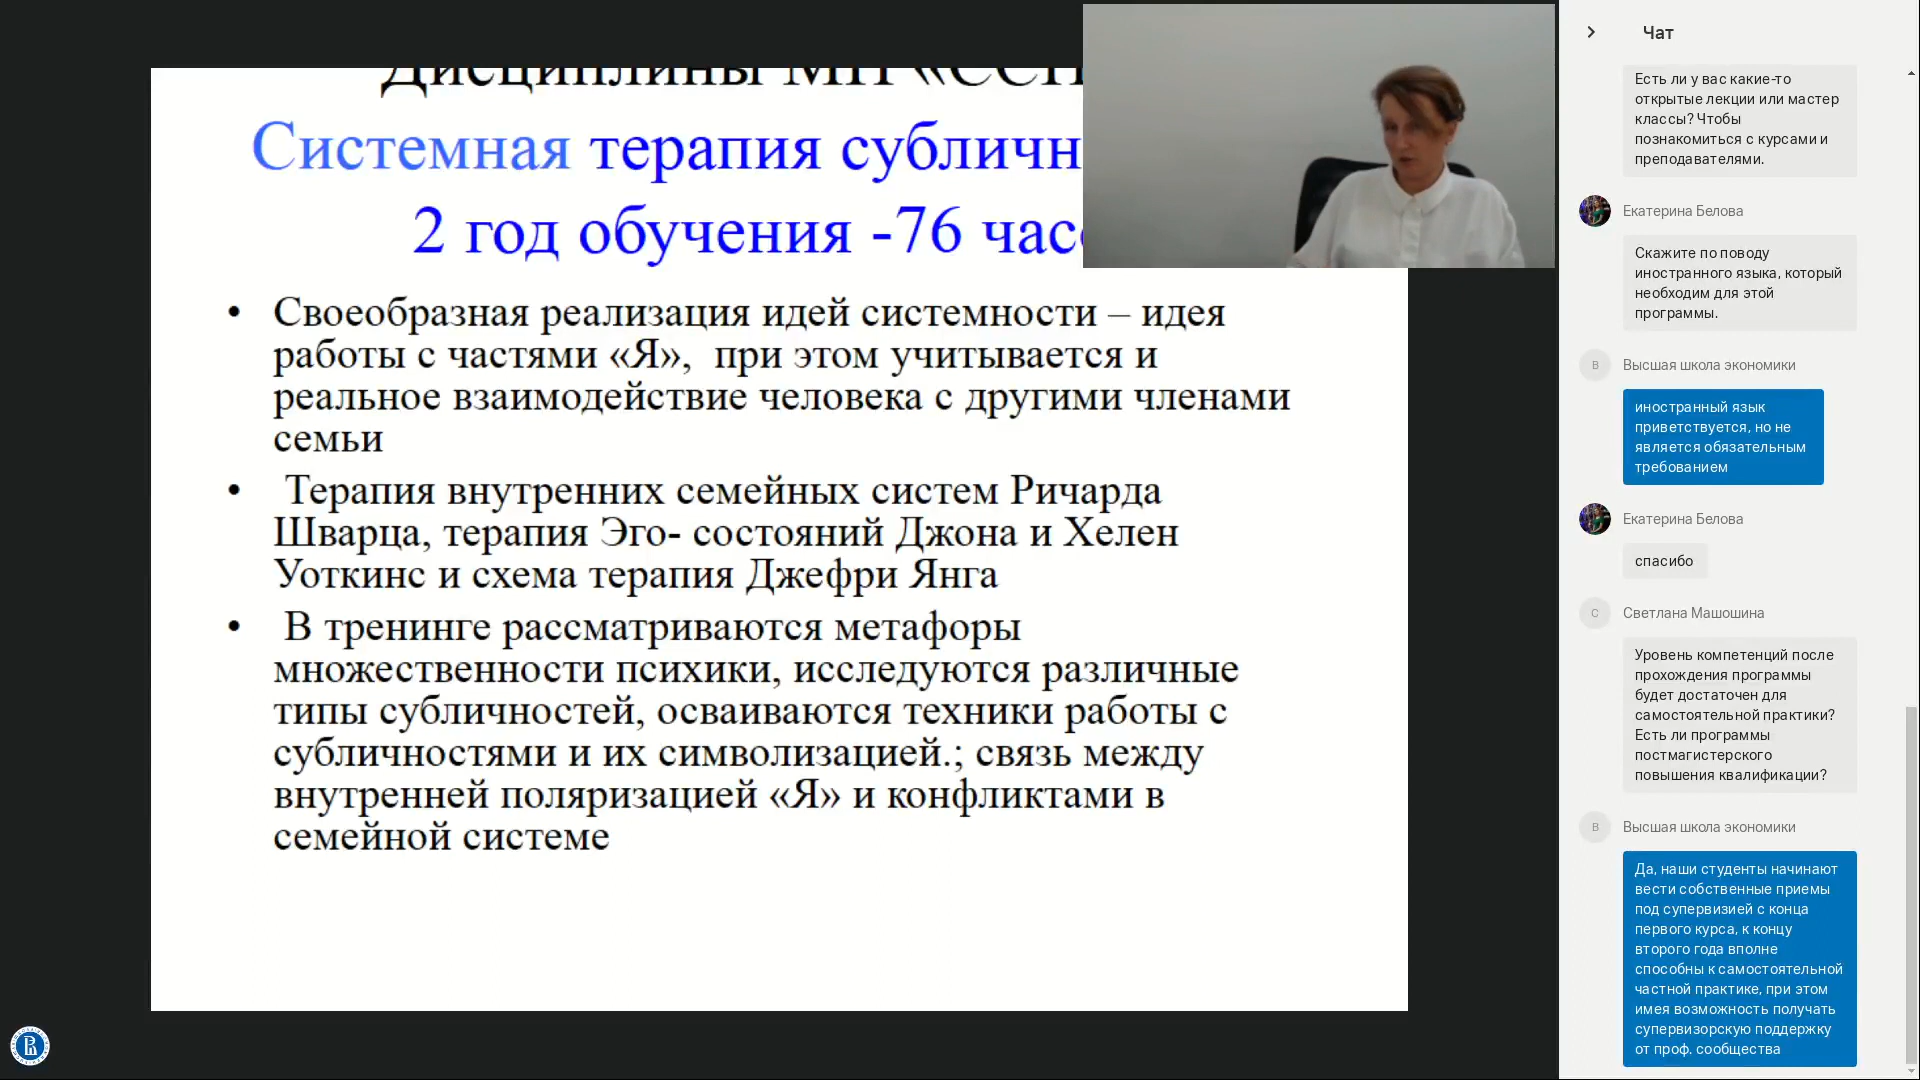 Дисциплины МП «ССП
Системная терапия субличн
2 год обучения -76 час
• Своеобразная реализация идей системности – идея
работы с частями «Я», при этом учитывается и
реальное взаимодействие человека с другими членами
семьи
• Терапия внутренних семейных систем Ричарда
Шварца, терапия Эго- состояний Джона и Хелен
Уоткинс и схема терапия Джефри Янга
• В тренинге рассматриваются метафоры
множественности психики, исследуются различные
типы субличностей, осваиваются техники работы с
субличностями и их символизацией.; связь между
внутренней поляризацией «Я» и конфликтами в
семейной системе
Чат
Есть ли у вас какие-то
открытые лекции или мастер
классы? Чтобы
познакомиться с курсами и
преподавателями.
Екатерина Белова
Скажите по поводу
иностранного языка, который
необходим для этой
программы.
В
Высшая школа экономики
иностранный язык
приветствуется, но не
является обязательным
требованием
Екатерина Белова
спасибо
С
Светлана Машошина
Уровень компетенций после
прохождения программы
будет достаточен для
самостоятельной практики?
Есть ли программы
постмагистерского
повышения квалификации?
В
Высшая школа экономики
Да, наши студенты начинают
вести собственные приемы
под супервизией с конца
первого курса, к концу
второго года вполне
способны к самостоятельной
частной практике, при этом
имея возможность получать
супервизорскую поддержку
от проф. сообщества